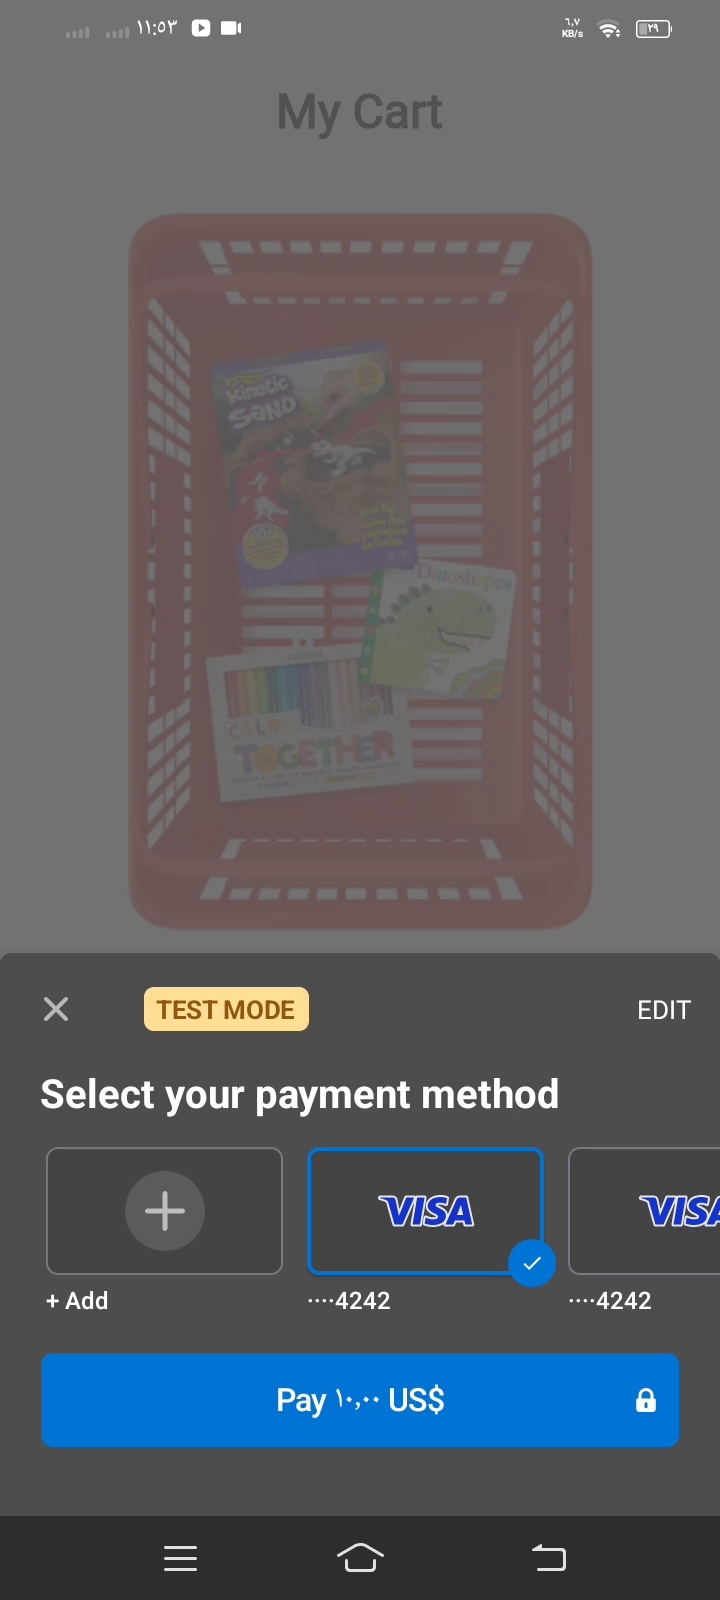 ١١:٥٣
٦,٧
KB/s
٢٩
My Cart
Kinetic
SAND
Dinoshapes
COLOR
TOGETHER
TEST MODE
EDIT
Select your payment method
VISA
VISA
+ Add
····4242
····4242
Pay ١٠,٠٠ US$